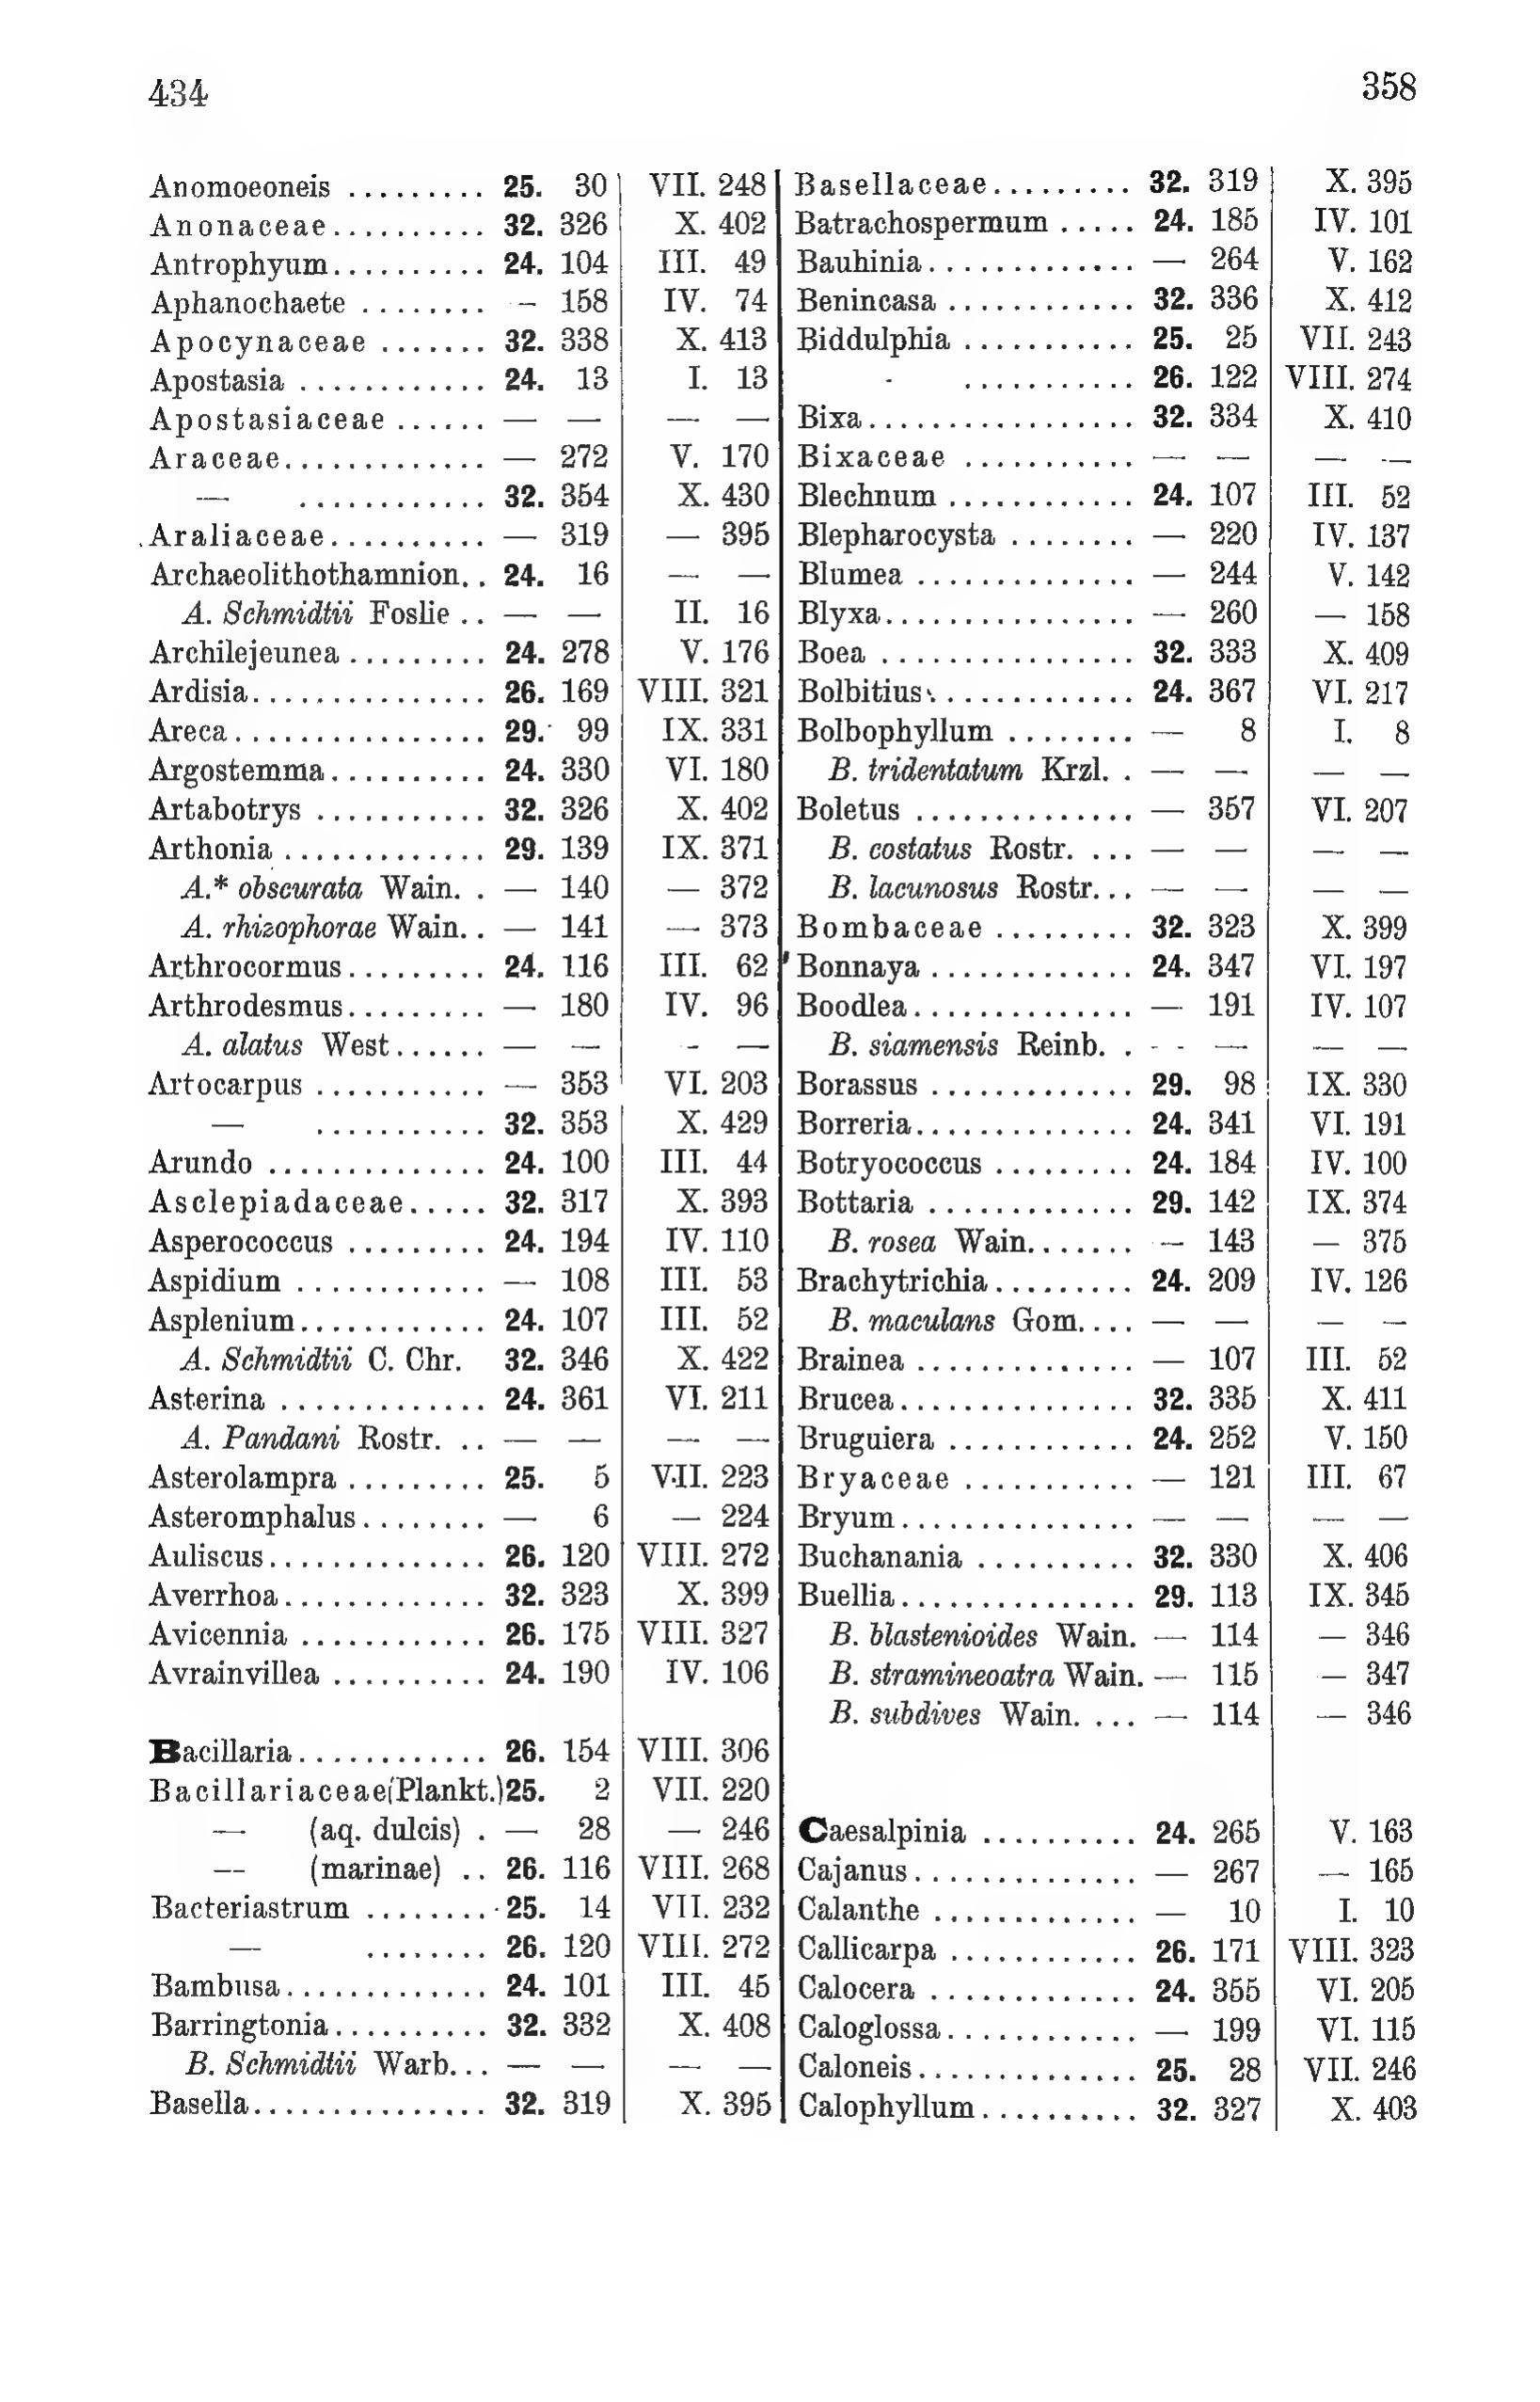 434
358
Anomoeoneis ......... 25. 30 VII. 248
Anonaceae.......... 32. 326 X. 402
Antrophyum.......... 24. 104 III. 49
Aphanochaete ........ – 158 IV. 74
Apocynaceae ....... 32. 338 X. 413
Apostasia ............ 24. 13 I. 13
Apostasiaceae ...... — — — —
Araceae............. — 272 V. 170
— ............ 32. 354 X. 430
Araliaceae.......... — 319 — 395
Archaeolithothamnion.. 24. 16 — —
A. Schmidtii Foslie .. — — II. 16
Archilejeunea ......... 24. 278 V. 176
Ardisia.............. 26. 169 VIII. 321
Areca................ 29. 99 IX. 331
Argostemma.......... 24. 330 VI. 180
Artabotrys ........... 32. 326 X. 402
Arthonia ............. 29. 139 IX. 371
A.* obscurata Wain. . — 140 — 372
A. rhizophorae Wain.. — 141 — 373
Arthrocormus......... 24. 116 III. 62
Arthrodesmus......... — 180 IV. 96
A. alatus West...... — — - —
Artocarpus ........... — 353 VI. 203
— ........... 32. 353 X. 429
Arundo ............. 24. 100 III. 44
Asclepiadaceae..... 32. 317 X. 393
Asperococcus ......... 24. 194 IV. 110
Aspidium ............ — 108 III. 53
Asplenium............ 24. 107 III. 52
A. Schmidtii C. Chr. 32. 346 X. 422
Asterina ............. 24. 361 VI. 211
A. Pandani Rostr. .. — — — —
Asterolampra ......... 25. 5 VII. 223
Asteromphalus........ — 6 — 224
Auliscus............. 26. 120 VIII. 272
Averrhoa............. 32. 323 X. 399
Avicennia ............ 26. 175 VIII. 327
Avrainvillea .......... 24. 190 IV. 106
Bacillaria............ 26. 154 VIII. 306
Bacillariaceae(Plankt.)25. 2 VII. 220
— (aq. dulcis) . — 28 — 246
— (marinae) .. 26. 116 VIII. 268
Bacteriastrum ........ 25. 14 VII. 232
— ........ 26. 120 VIII. 272
Bambusa............. 24. 101 III. 45
Barringtonia.......... 32. 332 X. 408
B. Schmidtii Warb... — — — —
Basella.............. 32. 319 X. 395
Basellaceae......... 32. 319 X. 395
Batrachospermum ..... 24. 185 IV. 101
Bauhinia............. — 264 V. 162
Benincasa ............ 32. 336 X. 412
Biddulphia ........... 25. 25 VII. 243
- ........... 26. 122 VIII. 274
Bixa................. 32. 334 X. 410
Bixaceae ........... — — — —
Blechnum ............ 24. 107 III. 52
Blepharocysta ........ — 220 IV. 137
Blumea .............. — 244 V. 142
Blyxa................ — 260 — 158
Boea ................ 32. 333 X. 409
Bolbitius............. 24. 367 VI. 217
Bolbophyllum ........ — 8 I. 8
B. tridentatum Krzl. . — — — —
Boletus .............. — 357 VI. 207
B. costatus Rostr. ... — — — —
B. lacunosus Rostr... — — — —
Bombaceae ......... 32. 323 X. 399
Bonnaya ............. 24. 347 VI. 197
Boodlea.............. — 191 IV. 107
B. siamensis Reinb. . - - — — —
Borassus ............. 29. 98 IX. 330
Borreria.............. 24. 341 VI. 191
Botryococcus ......... 24. 184 IV. 100
Bottaria ............. 29. 142 IX. 374
B. rosea Wain....... — 143 — 375
Brachytrichia......... 24. 209 IV. 126
B. maculans Gom.... — — — —
Brainea .............. — 107 III. 52
Brucea............... 32. 335 X. 411
Bruguiera ............ 24. 252 V. 150
Bryaceae ........... — 121 III. 67
Bryum............... — — — —
Buchanania .......... 32. 330 X. 406
Buellia............... 29. 113 IX. 345
B. blastenioides Wain. — 114 — 346
B. stramineoatra Wain. — 115 — 347
B. subdives Wain. ... — 114 — 346
Caesalpinia .......... 24. 265 V. 163
Cajanus.............. — 267 — 165
Calanthe ............. — 10 I. 10
Callicarpa ............ 26. 171 VIII. 323
Calocera ............. 24. 355 VI. 205
Caloglossa............ — 199 VI. 115
Caloneis.............. 25. 28 VII. 246
Calophyllum.......... 32. 327 X. 403